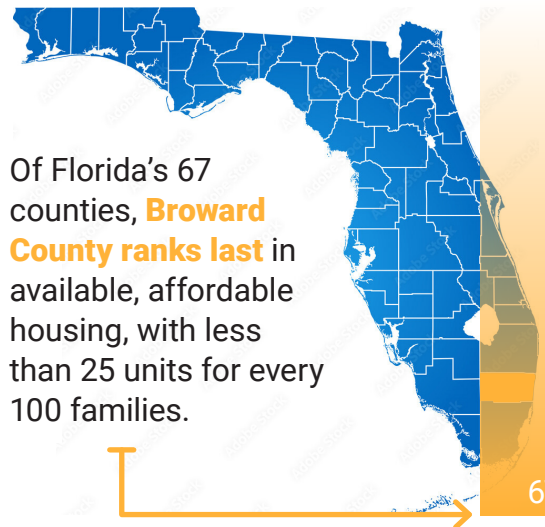 Of Florida's 67
counties, Broward
County ranks last in
available, affordable
housing, with less
than 25 units for every
100 families.
6